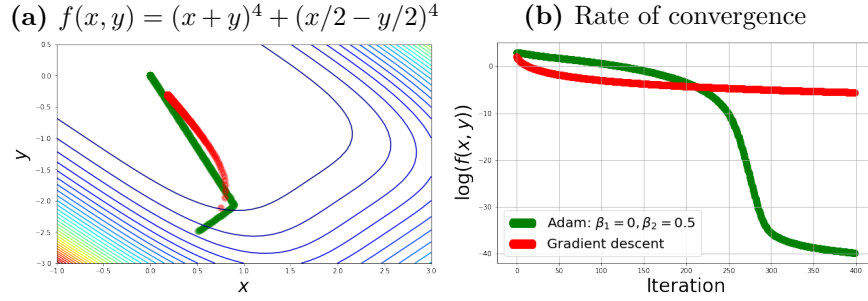 (a) f(x, y) = (x + y)⁴ + (x/2 − y/2)⁴
0.5
0.0
−0.5
−1.0
−1.5
−2.0
−2.5
−3.0
y
−1.0 −0.5 0.0 0.5 1.0 1.5 2.0 2.5 3.0
x
(b) Rate of convergence
0
−10
−20
−30
−40
log(f(x, y))
Adam: β₁ = 0, β₂ = 0.5
Gradient descent
0 50 100 150 200 250 300 350 400
Iteration